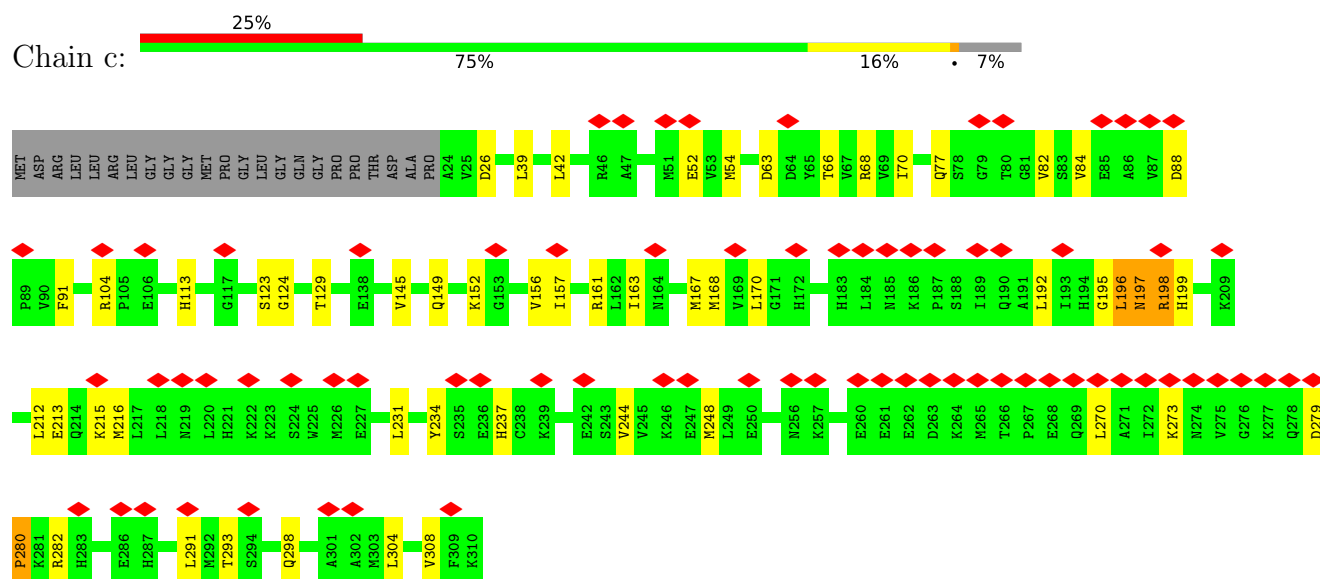 25%
Chain c:
75% 16% • 7%
MET ASP ARG LEU LEU ARG LEU GLY GLY GLY MET PRO GLY LEU GLY GLN GLY PRO PRO THR ASP ALA PRO A24 V25 D26 L39 L42 R46 A47 M51 E52 V53 M54 D63 D64 Y65 T66 V67 R68 V69 I70 Q77 S78 G79 T80 G81 V82 S83 V84 E85 A86 V87 D88
P89 V90 F91 R104 P105 E106 H113 G117 S123 G124 T129 E138 V145 Q149 K152 G153 V156 I157 R161 L162 I163 N164 M167 M168 V169 L170 G171 H172 H183 L184 N185 K186 P187 S188 I189 Q190 A191 L192 I193 H194 G195 L196 N197 R198 H199 K209
L212 E213 Q214 K215 M216 L217 L218 N219 L220 H221 K222 K223 S224 W225 M226 E227 L231 Y234 S235 E236 H237 C238 K239 E242 S243 V244 V245 K246 E247 M248 L249 E250 N256 K257 E260 E261 E262 D263 K264 M265 T266 P267 E268 Q269 L270 A271 I272 K273 N274 V275 G276 K277 Q278 D279
P280 K281 R282 H283 E286 H287 L291 M292 T293 S294 Q298 A301 A302 M303 L304 V308 F309 K310